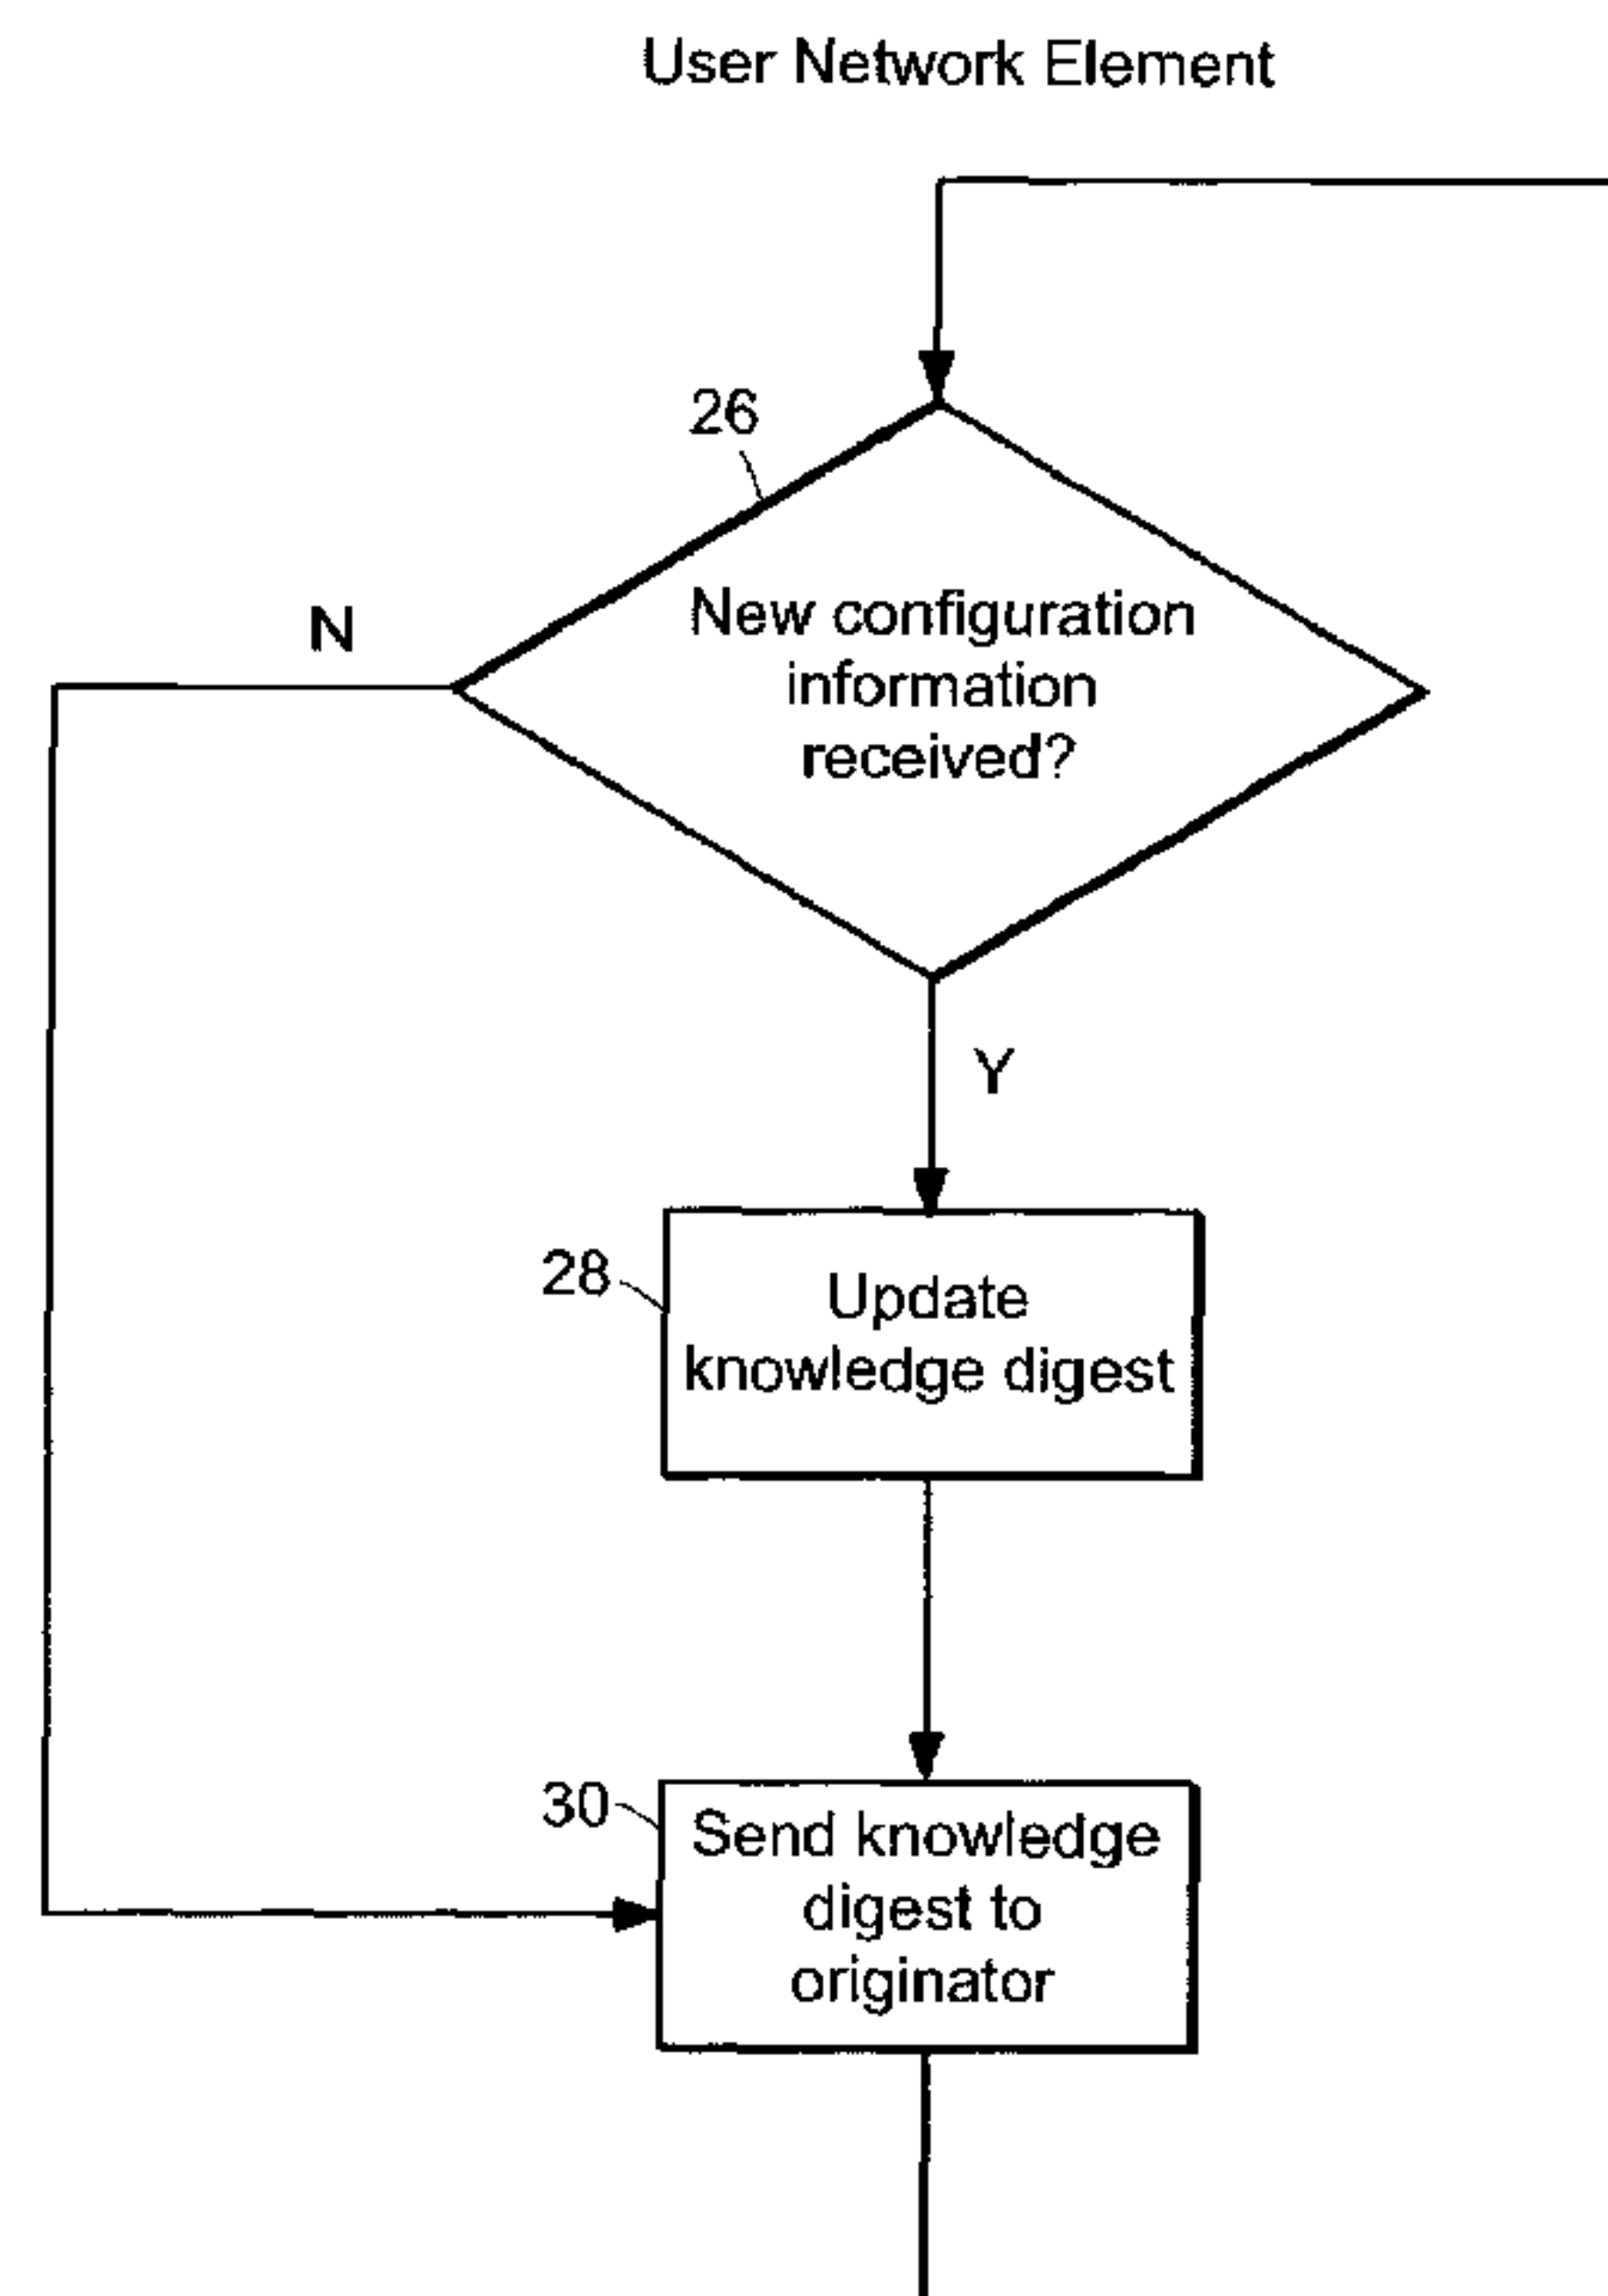 User Network Element
26
N
New configuration
information
received?
Y
28
Update
knowledge digest
30
Send knowledge
digest to
originator